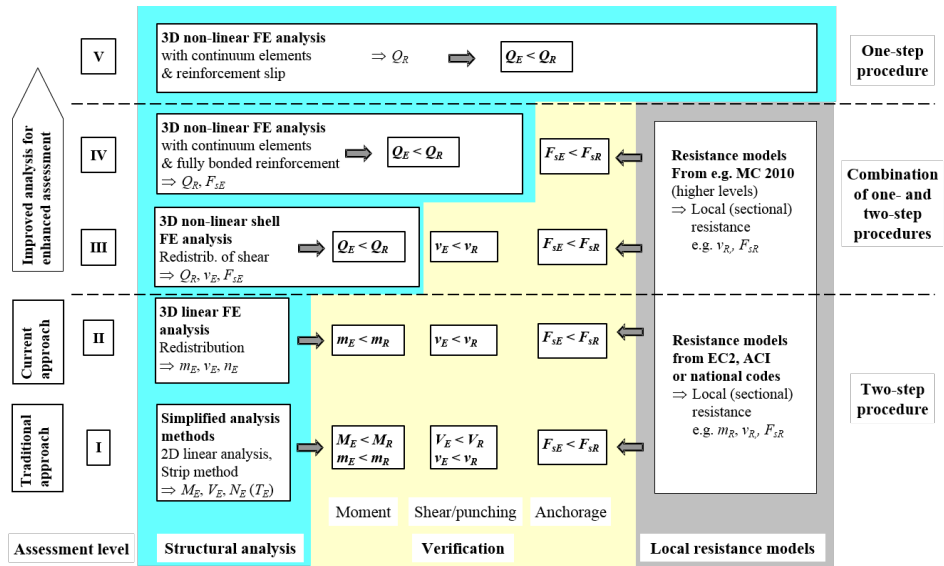 V
3D non-linear FE analysis
with continuum elements
& reinforcement slip
⇒ Q_R
Q_E < Q_R
One-step
procedure
Improved analysis for
enhanced assessment
IV
3D non-linear FE analysis
with continuum elements
& fully bonded reinforcement
⇒ Q_R, F_sE
Q_E < Q_R
F_sE < F_sR
Resistance models
From e.g. MC 2010
(higher levels)
⇒ Local (sectional)
resistance
e.g. v_R, F_sR
Combination
of one- and
two-step
procedures
III
3D non-linear shell
FE analysis
Redistrib. of shear
⇒ Q_R, v_E, F_sE
Q_E < Q_R
v_E < v_R
F_sE < F_sR
Current
approach
II
3D linear FE
analysis
Redistribution
⇒ m_E, v_E, n_E
m_E < m_R
v_E < v_R
F_sE < F_sR
Resistance models
from EC2, ACI
or national codes
⇒ Local (sectional)
resistance
e.g. m_R, v_R, F_sR
Two-step
procedure
Traditional
approach
I
Simplified analysis
methods
2D linear analysis,
Strip method
⇒ M_E, V_E, N_E (T_E)
M_E < M_R
m_E < m_R
V_E < V_R
v_E < v_R
F_sE < F_sR
Moment
Shear/punching
Anchorage
Assessment level
Structural analysis
Verification
Local resistance models